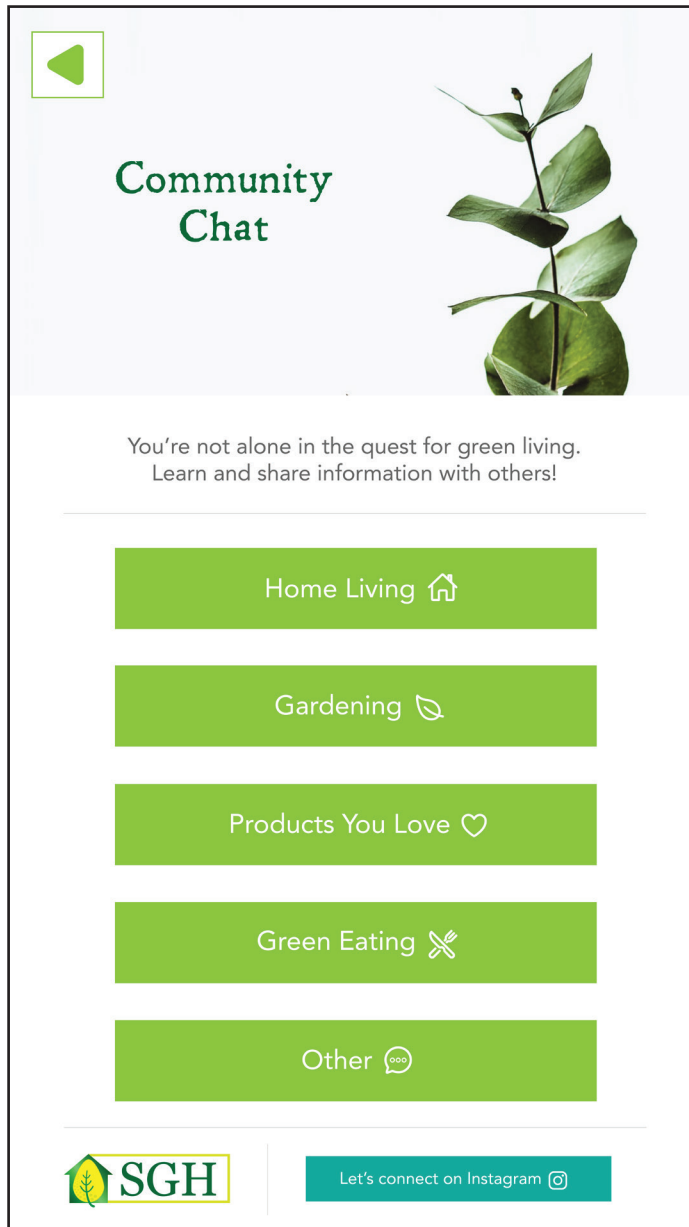 Community
Chat
You're not alone in the quest for green living.
Learn and share information with others!
Home Living
Gardening
Products You Love
Green Eating
Other
SGH
Let's connect on Instagram